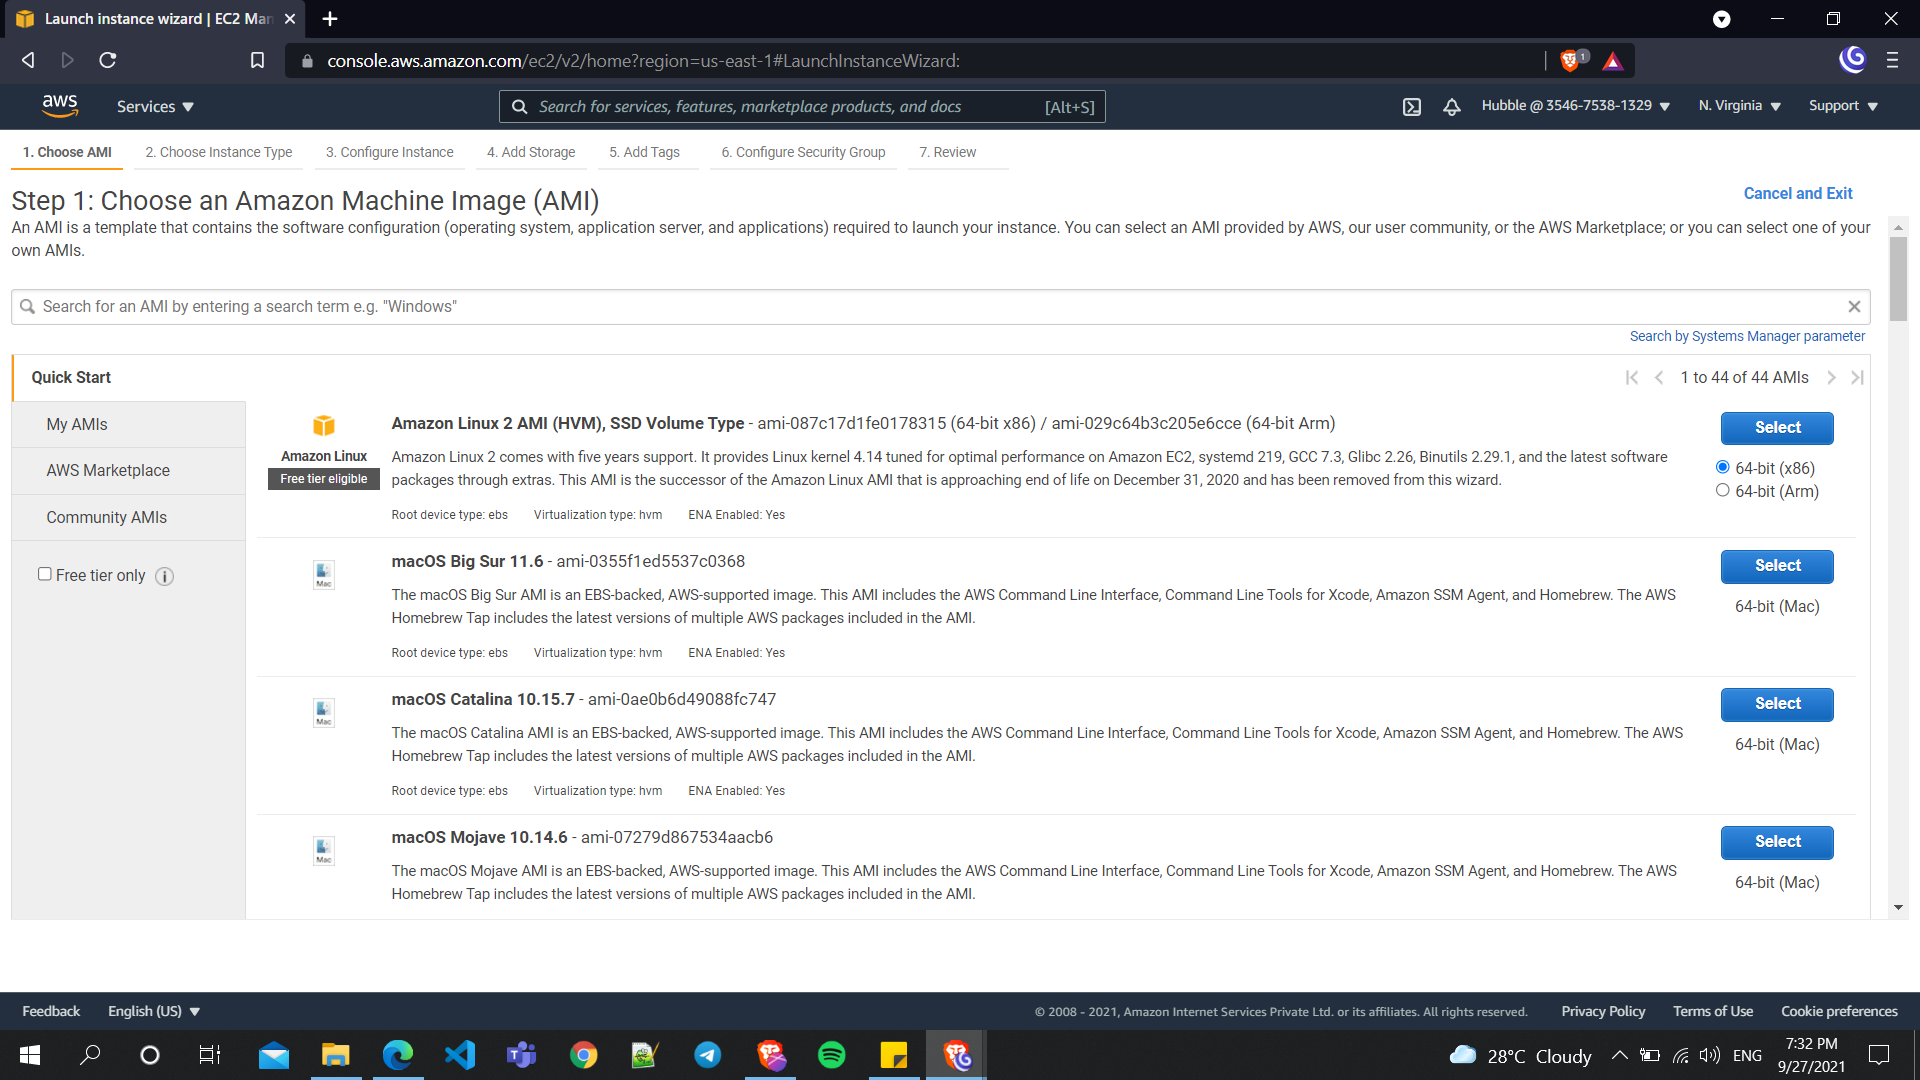 Launch instance wizard | EC2 Man
console.aws.amazon.com/ec2/v2/home?region=us-east-1#LaunchInstanceWizard:
1
aws
Services
Search for services, features, marketplace products, and docs
[Alt+S]
Hubble @ 3546-7538-1329
N. Virginia
Support
1. Choose AMI
2. Choose Instance Type
3. Configure Instance
4. Add Storage
5. Add Tags
6. Configure Security Group
7. Review
Step 1: Choose an Amazon Machine Image (AMI)
Cancel and Exit
An AMI is a template that contains the software configuration (operating system, application server, and applications) required to launch your instance. You can select an AMI provided by AWS, our user community, or the AWS Marketplace; or you can select one of your
own AMIs.
Search for an AMI by entering a search term e.g. "Windows"
Search by Systems Manager parameter
Quick Start
1 to 44 of 44 AMIs
My AMIs
AWS Marketplace
Community AMIs
Free tier only
Amazon Linux
Free tier eligible
Amazon Linux 2 AMI (HVM), SSD Volume Type - ami-087c17d1fe0178315 (64-bit x86) / ami-029c64b3c205e6cce (64-bit Arm)
Amazon Linux 2 comes with five years support. It provides Linux kernel 4.14 tuned for optimal performance on Amazon EC2, systemd 219, GCC 7.3, Glibc 2.26, Binutils 2.29.1, and the latest software
packages through extras. This AMI is the successor of the Amazon Linux AMI that is approaching end of life on December 31, 2020 and has been removed from this wizard.
Root device type: ebs
Virtualization type: hvm
ENA Enabled: Yes
Select
64-bit (x86)
64-bit (Arm)
Mac
macOS Big Sur 11.6 - ami-0355f1ed5537c0368
The macOS Big Sur AMI is an EBS-backed, AWS-supported image. This AMI includes the AWS Command Line Interface, Command Line Tools for Xcode, Amazon SSM Agent, and Homebrew. The AWS
Homebrew Tap includes the latest versions of multiple AWS packages included in the AMI.
Root device type: ebs
Virtualization type: hvm
ENA Enabled: Yes
Select
64-bit (Mac)
Mac
macOS Catalina 10.15.7 - ami-0ae0b6d49088fc747
The macOS Catalina AMI is an EBS-backed, AWS-supported image. This AMI includes the AWS Command Line Interface, Command Line Tools for Xcode, Amazon SSM Agent, and Homebrew. The AWS
Homebrew Tap includes the latest versions of multiple AWS packages included in the AMI.
Root device type: ebs
Virtualization type: hvm
ENA Enabled: Yes
Select
64-bit (Mac)
Mac
macOS Mojave 10.14.6 - ami-07279d867534aacb6
The macOS Mojave AMI is an EBS-backed, AWS-supported image. This AMI includes the AWS Command Line Interface, Command Line Tools for Xcode, Amazon SSM Agent, and Homebrew. The AWS
Homebrew Tap includes the latest versions of multiple AWS packages included in the AMI.
Select
64-bit (Mac)
Feedback
English (US)
© 2008 - 2021, Amazon Internet Services Private Ltd. or its affiliates. All rights reserved.
Privacy Policy
Terms of Use
Cookie preferences
28°C Cloudy
ENG
7:32 PM
9/27/2021